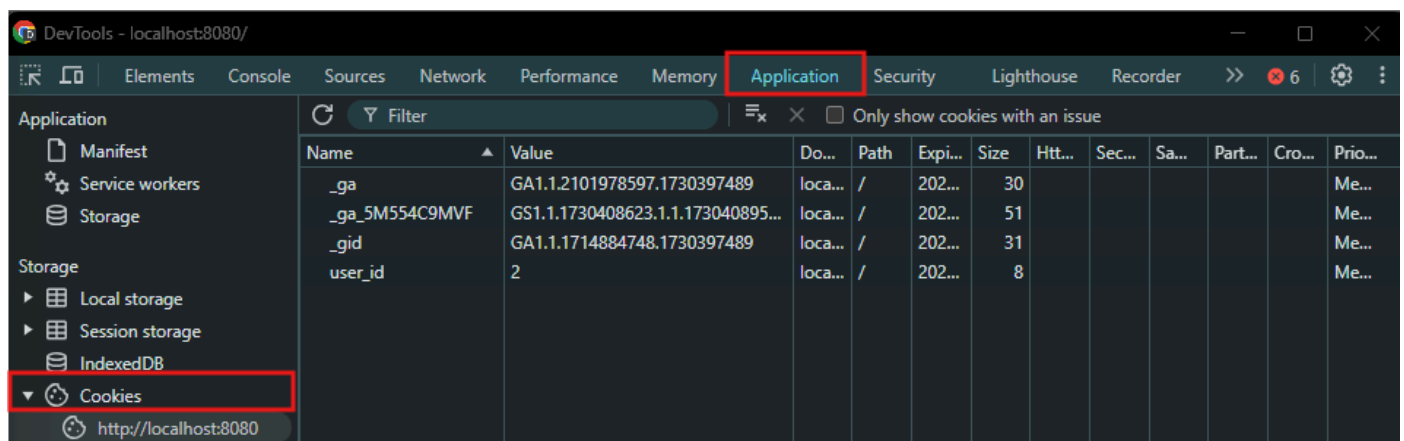 DevTools - localhost:8080/
Elements Console Sources Network Performance Memory Application Security Lighthouse Recorder >> 6
Application
Manifest
Service workers
Storage
Storage
Local storage
Session storage
IndexedDB
Cookies
http://localhost:8080
Filter Only show cookies with an issue
Name Value Do... Path Expi... Size Htt... Sec... Sa... Part... Cro... Prio...
_ga GA1.1.2101978597.1730397489 loca... / 202... 30 Me...
_ga_5M554C9MVF GS1.1.1730408623.1.1.173040895... loca... / 202... 51 Me...
_gid GA1.1.1714884748.1730397489 loca... / 202... 31 Me...
user_id 2 loca... / 202... 8 Me...